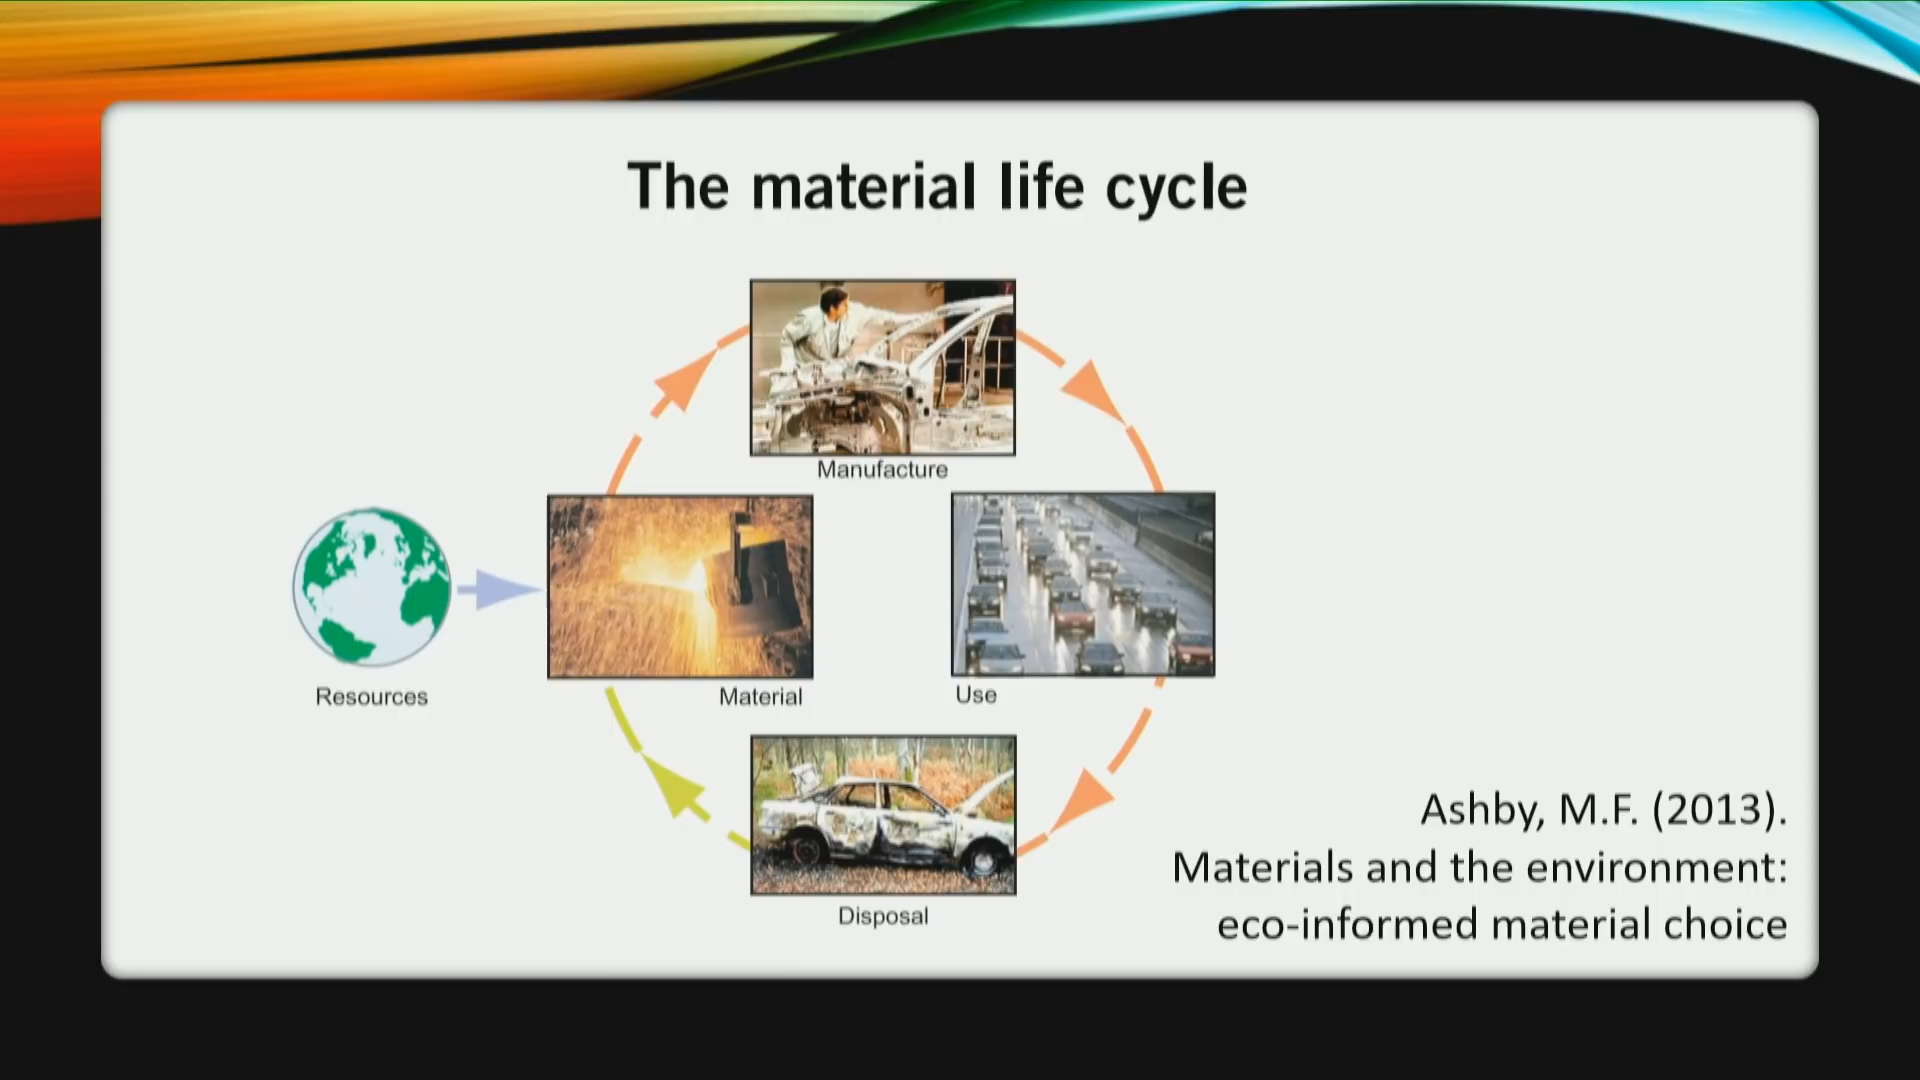 The material life cycle
Manufacture
Resources
Material
Use
Disposal
Ashby, M.F. (2013).
Materials and the environment:
eco-informed material choice